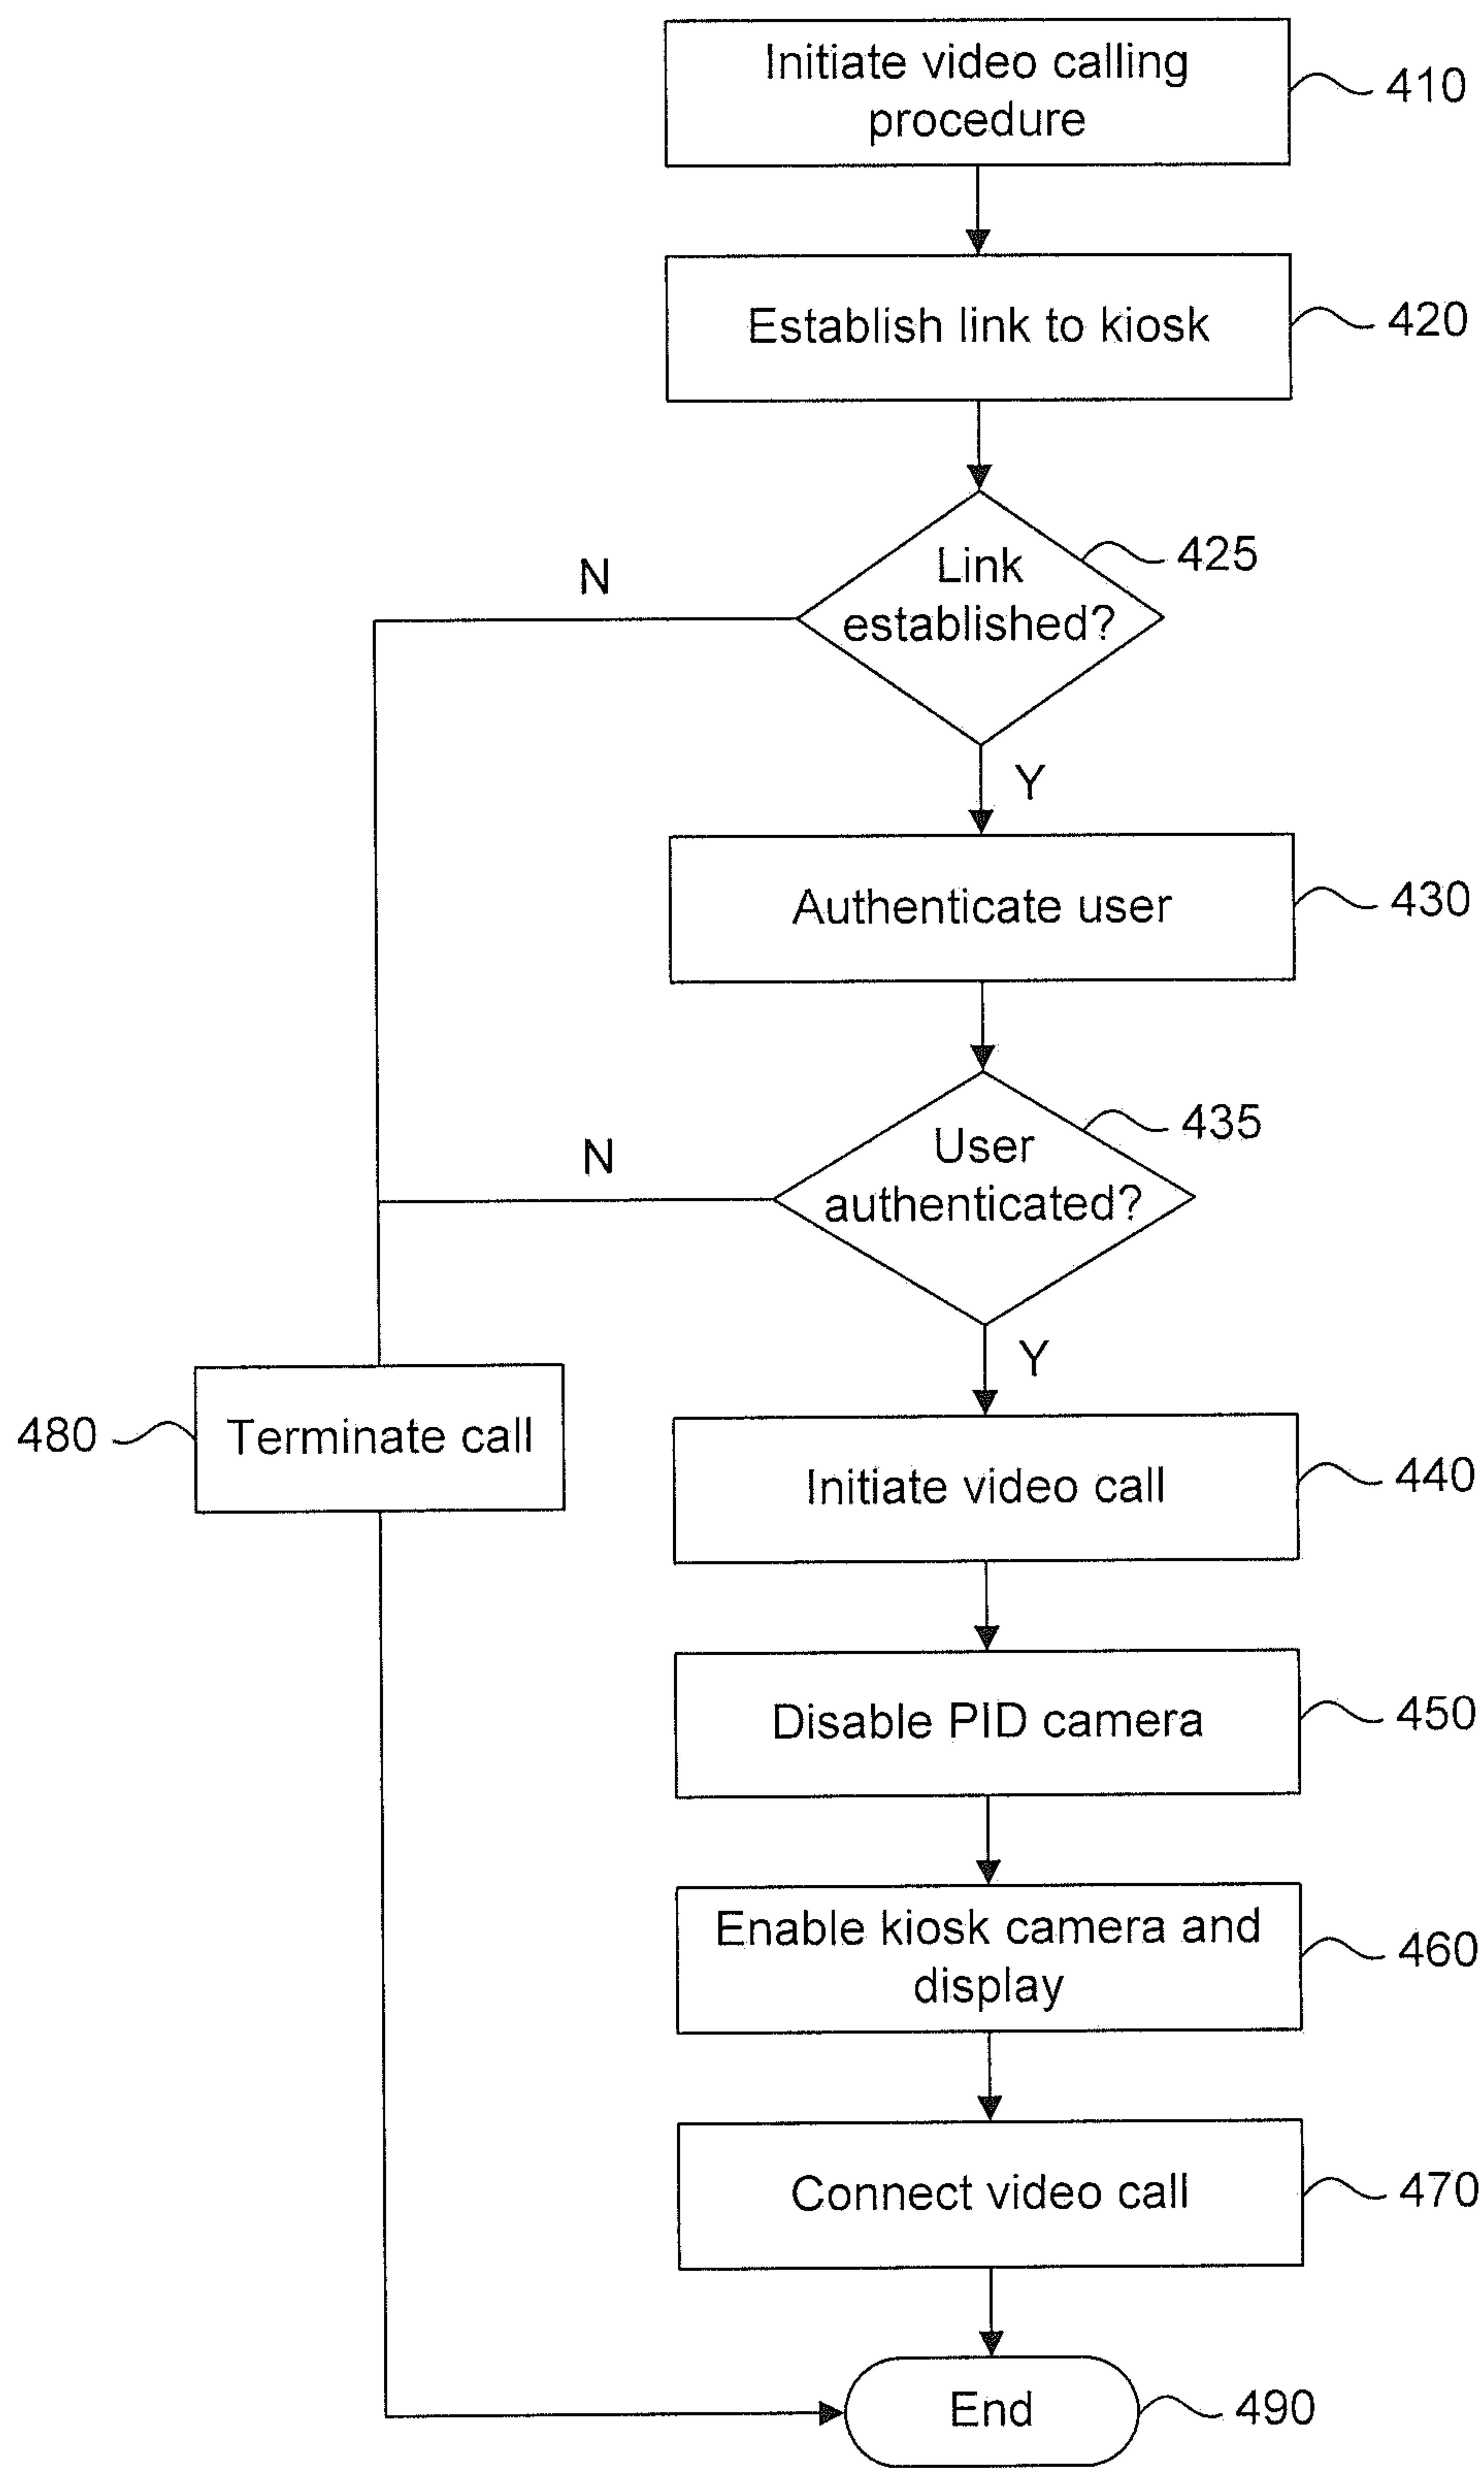 Initiate video calling
procedure
410
Establish link to kiosk
420
Link
established?
425
N
Y
Authenticate user
430
User
authenticated?
435
N
Y
480
Terminate call
Initiate video call
440
Disable PID camera
450
Enable kiosk camera and
display
460
Connect video call
470
End
490